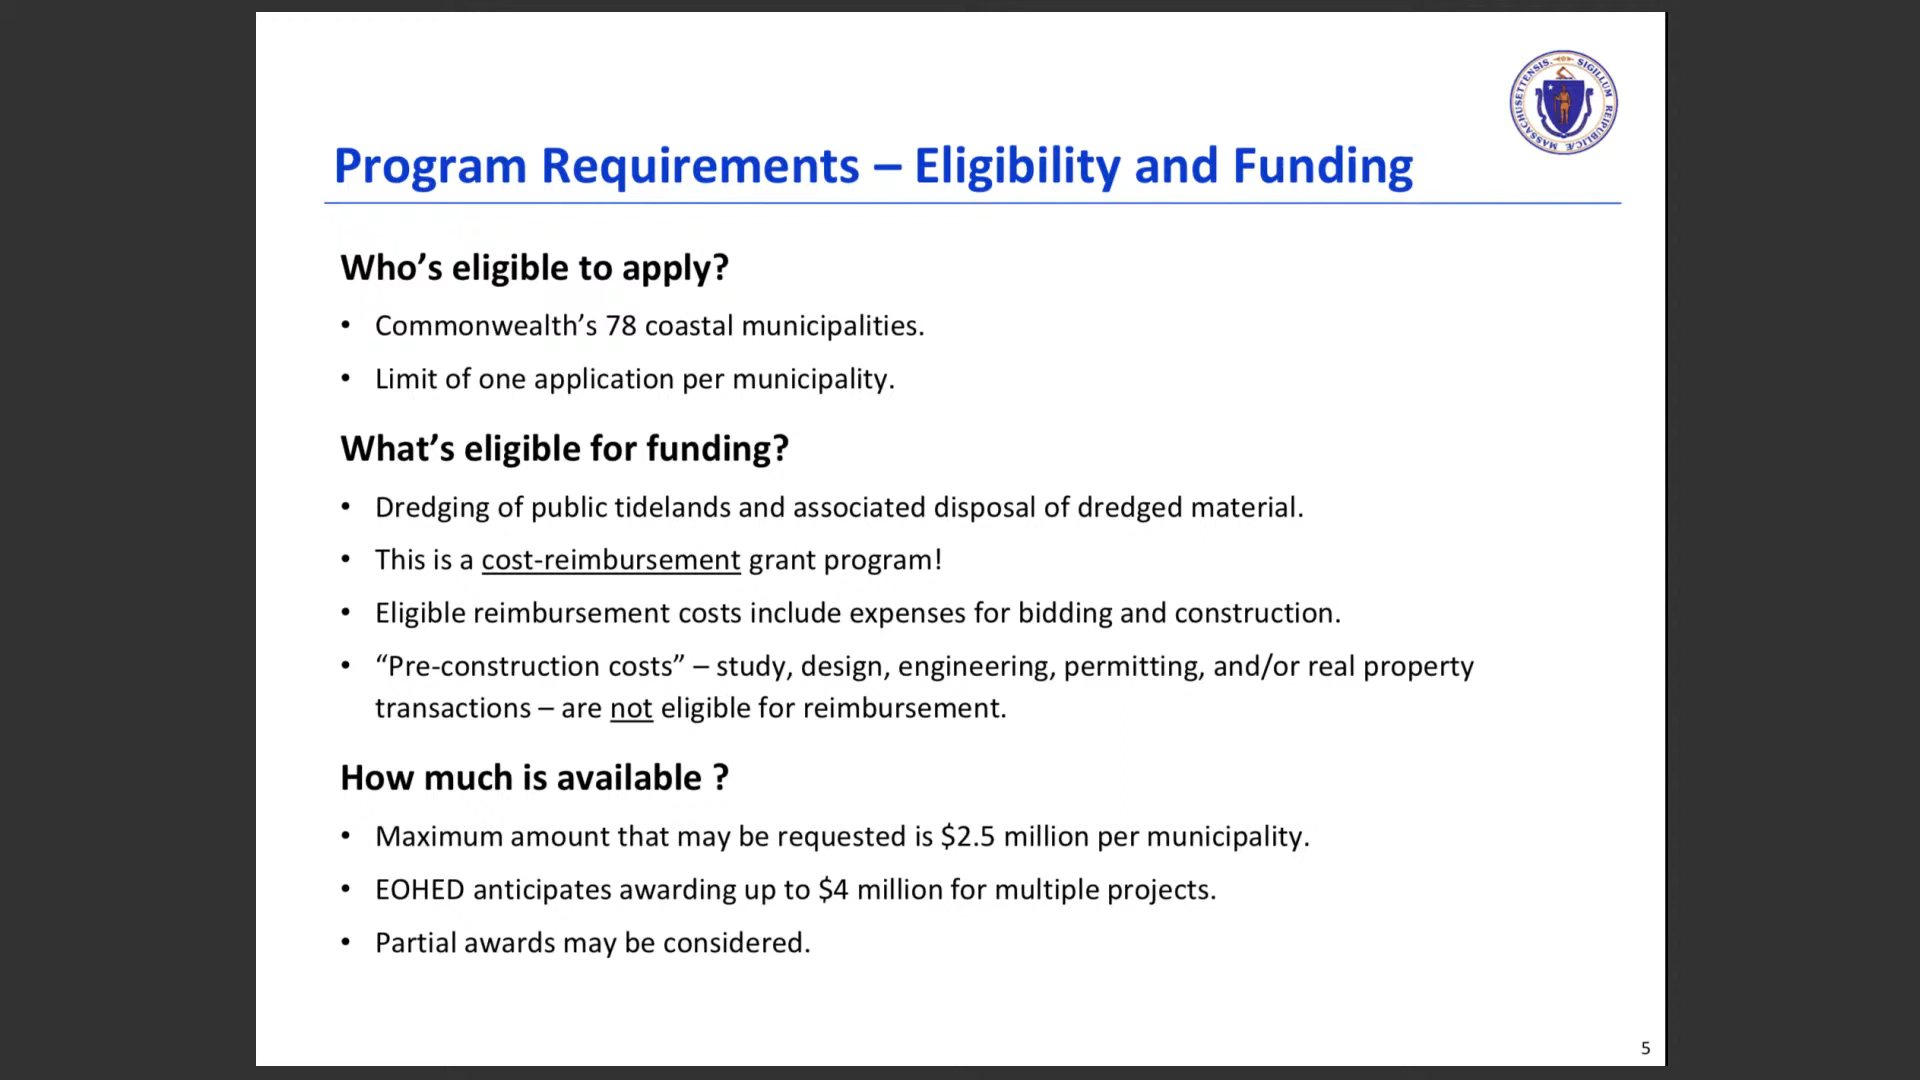 MASSACHUSETTENSIS. SIGILLUM REIPUBLICÆ
Program Requirements – Eligibility and Funding
Who’s eligible to apply?
• Commonwealth’s 78 coastal municipalities.
• Limit of one application per municipality.
What’s eligible for funding?
• Dredging of public tidelands and associated disposal of dredged material.
• This is a cost-reimbursement grant program!
• Eligible reimbursement costs include expenses for bidding and construction.
• “Pre-construction costs” – study, design, engineering, permitting, and/or real property
transactions – are not eligible for reimbursement.
How much is available ?
• Maximum amount that may be requested is $2.5 million per municipality.
• EOHED anticipates awarding up to $4 million for multiple projects.
• Partial awards may be considered.
5